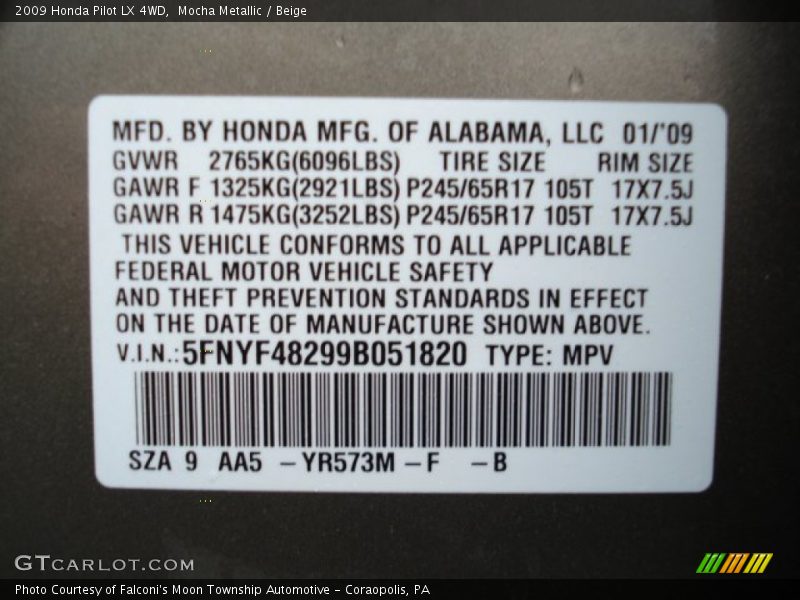 2009 Honda Pilot LX 4WD,  Mocha Metallic / Beige
MFD. BY HONDA MFG. OF ALABAMA, LLC 01/'09
GVWR 2765KG(6096LBS) TIRE SIZE RIM SIZE
GAWR F 1325KG(2921LBS) P245/65R17 105T 17X7.5J
GAWR R 1475KG(3252LBS) P245/65R17 105T 17X7.5J
THIS VEHICLE CONFORMS TO ALL APPLICABLE
FEDERAL MOTOR VEHICLE SAFETY
AND THEFT PREVENTION STANDARDS IN EFFECT
ON THE DATE OF MANUFACTURE SHOWN ABOVE.
V.I.N.:5FNYF48299B051820 TYPE: MPV
SZA 9 AA5 –YR573M–F –B
GTCARLOT.COM
Photo Courtesy of Falconi's Moon Township Automotive – Coraopolis, PA